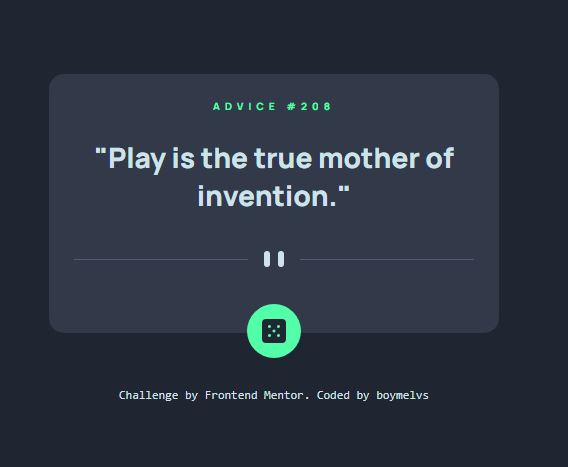 ADVICE #208
"Play is the true mother of
invention."
Challenge by Frontend Mentor. Coded by boymelvs